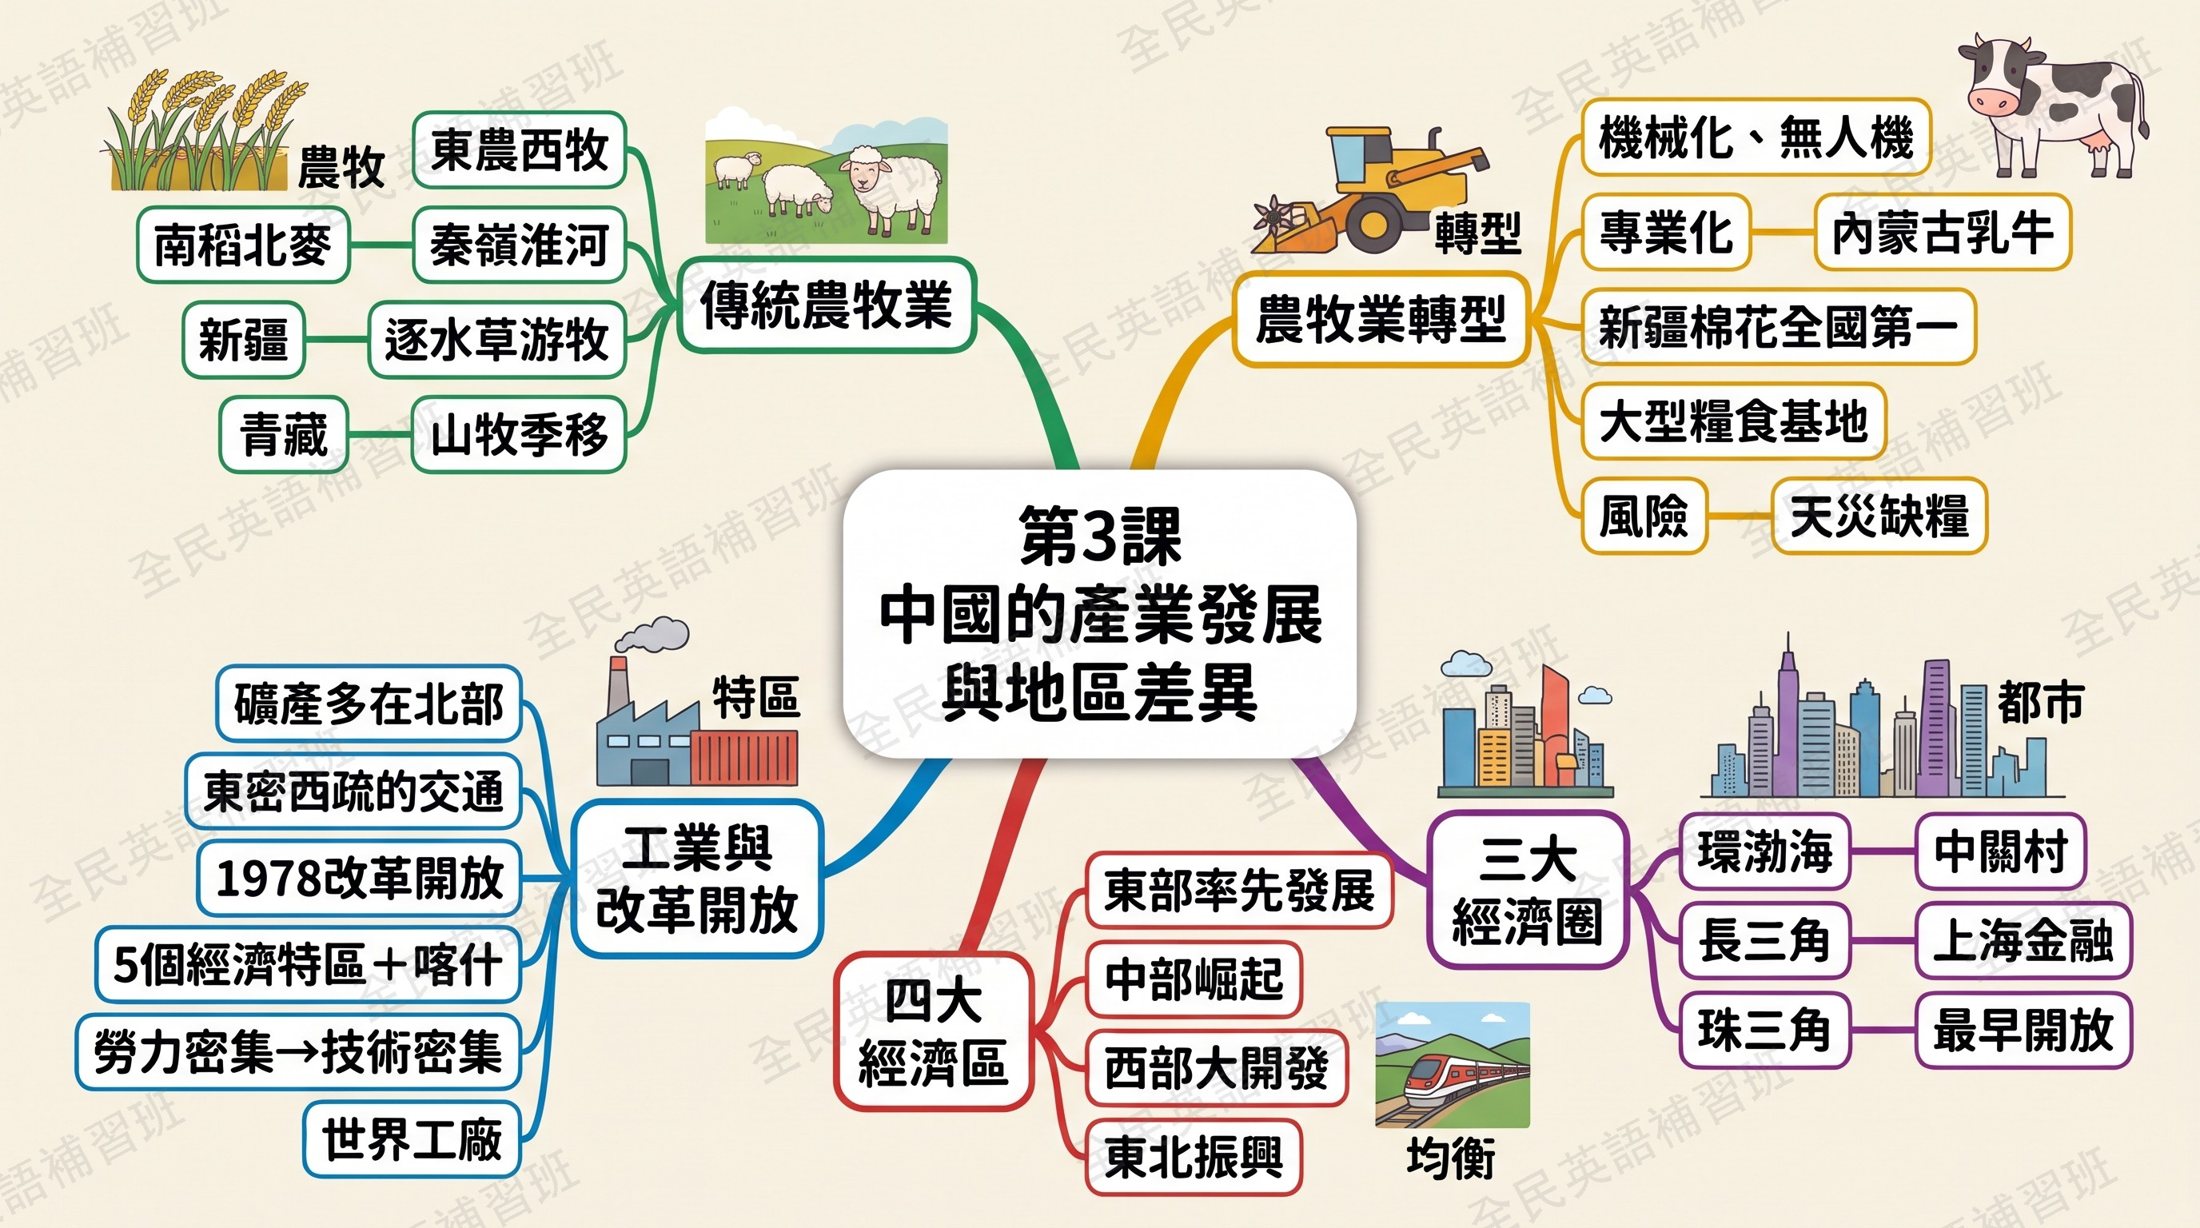 第3課
中國的產業發展
與地區差異
農牧
傳統農牧業
東農西牧
秦嶺淮河
南稻北麥
逐水草游牧
新疆
山牧季移
青藏
轉型
農牧業轉型
機械化、無人機
專業化
內蒙古乳牛
新疆棉花全國第一
大型糧食基地
風險
天災缺糧
特區
工業與
改革開放
礦產多在北部
東密西疏的交通
1978改革開放
5個經濟特區＋喀什
勞力密集→技術密集
世界工廠
四大
經濟區
東部率先發展
中部崛起
西部大開發
東北振興
均衡
都市
三大
經濟圈
環渤海
中關村
長三角
上海金融
珠三角
最早開放
全民英語補習班